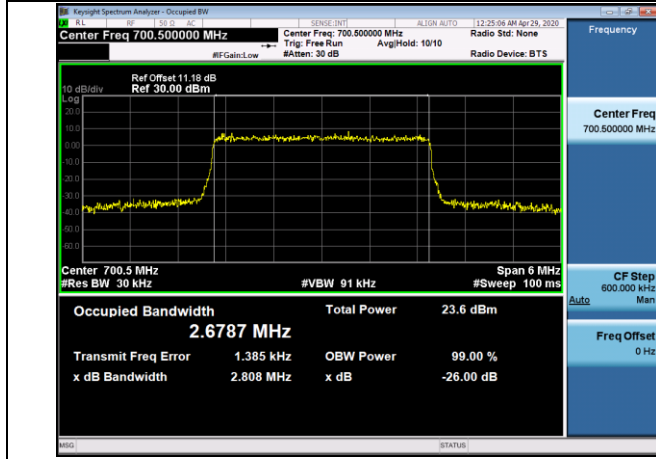 Keysight Spectrum Analyzer - Occupied BW
RL RF 50 Ω AC SENSE:INT ALIGN AUTO 12:25:06 AM Apr 29, 2020
Center Freq 700.500000 MHz
Center Freq: 700.500000 MHz Radio Std: None
Trig: Free Run Avg|Hold: 10/10
#IFGain:Low #Atten: 30 dB Radio Device: BTS
Ref Offset 11.18 dB
10 dB/div Ref 30.00 dBm
Log
20.0
10.0
0.00
-10.0
-20.0
-30.0
-40.0
-50.0
-60.0
Center 700.5 MHz Span 6 MHz
#Res BW 30 kHz #VBW 91 kHz #Sweep 100 ms
Occupied Bandwidth Total Power 23.6 dBm
2.6787 MHz
Transmit Freq Error 1.385 kHz OBW Power 99.00 %
x dB Bandwidth 2.808 MHz x dB -26.00 dB
MSG STATUS
Frequency
Center Freq
700.500000 MHz
CF Step
600.000 kHz
Auto Man
Freq Offset
0 Hz